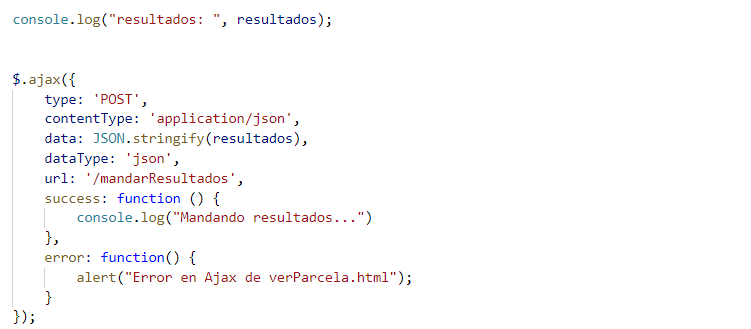 console.log("resultados: ", resultados);
$.ajax({
    type: 'POST',
    contentType: 'application/json',
    data: JSON.stringify(resultados),
    dataType: 'json',
    url: '/mandarResultados',
    success: function () {
        console.log("Mandando resultados...")
    },
    error: function() {
        alert("Error en Ajax de verParcela.html");
    }
});